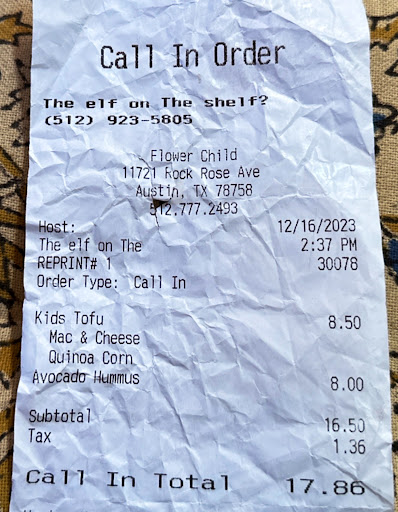 Call In Order
The elf on The shelf?
(512) 923-5805
Flower Child
11721 Rock Rose Ave
Austin, TX 78758
512.777.2493
Host: 12/16/2023
The elf on The 2:37 PM
REPRINT# 1 30078
Order Type: Call In
Kids Tofu 8.50
Mac & Cheese
Quinoa Corn
Avocado Hummus 8.00
Subtotal 16.50
Tax 1.36
Call In Total 17.86